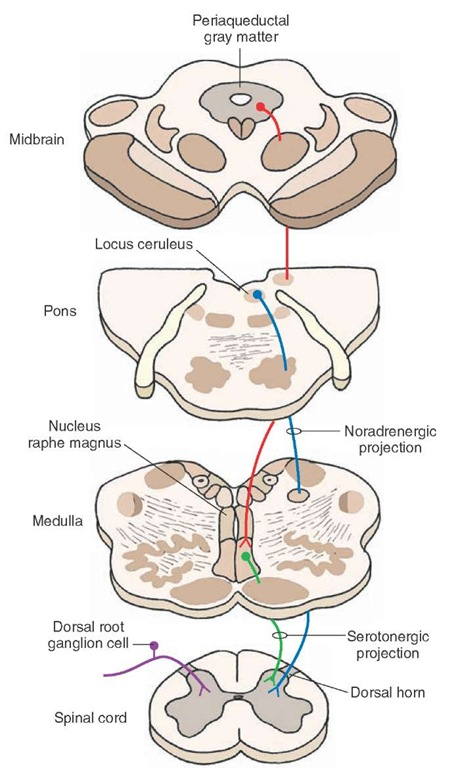 Periaqueductal
gray matter
Midbrain
Locus ceruleus
Pons
Nucleus
raphe magnus
Noradrenergic
projection
Medulla
Dorsal root
ganglion cell
Serotonergic
projection
Dorsal horn
Spinal cord